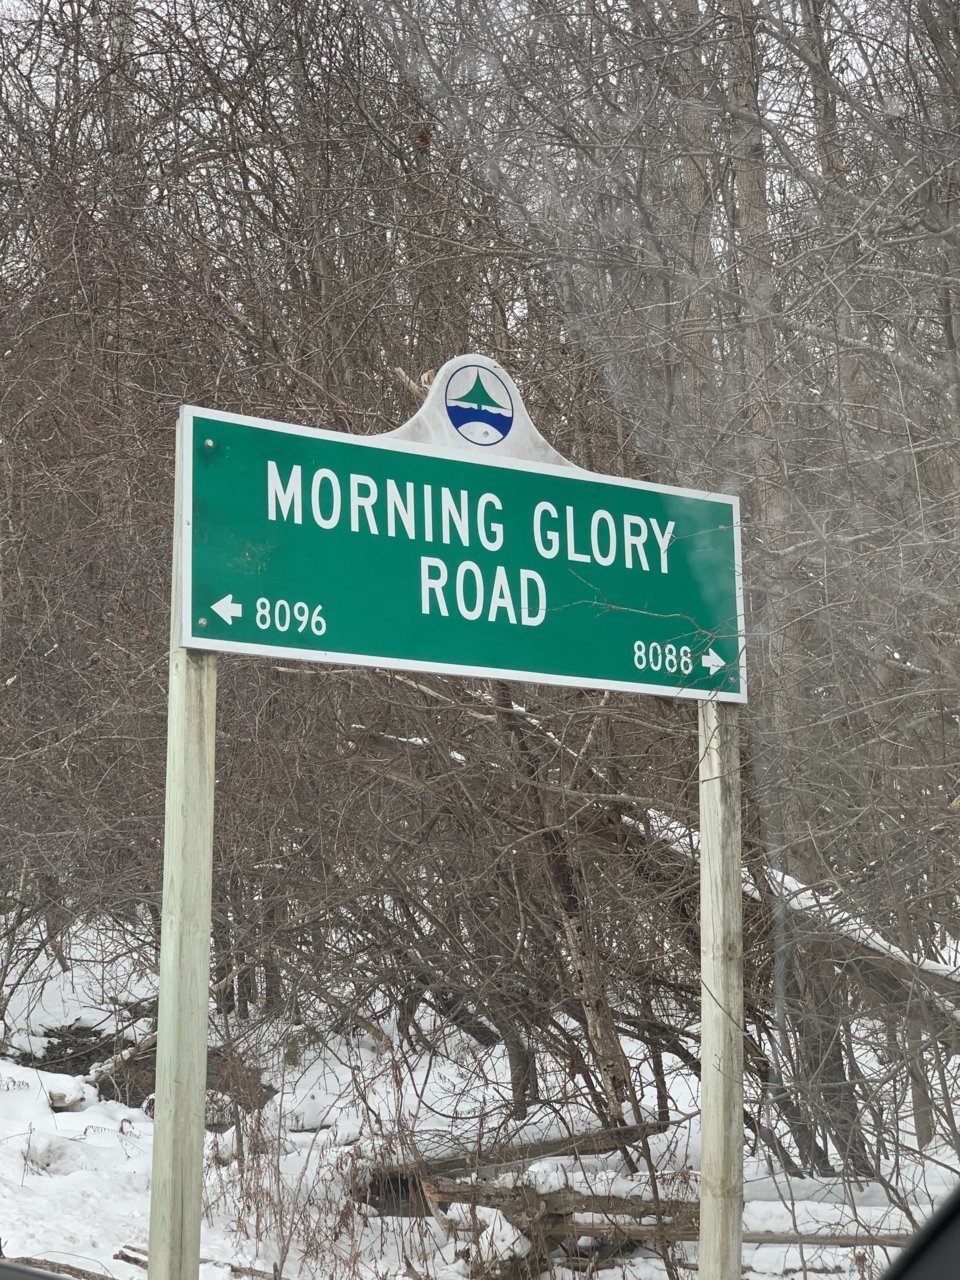 MORNING GLORY
ROAD
← 8096
8088 →